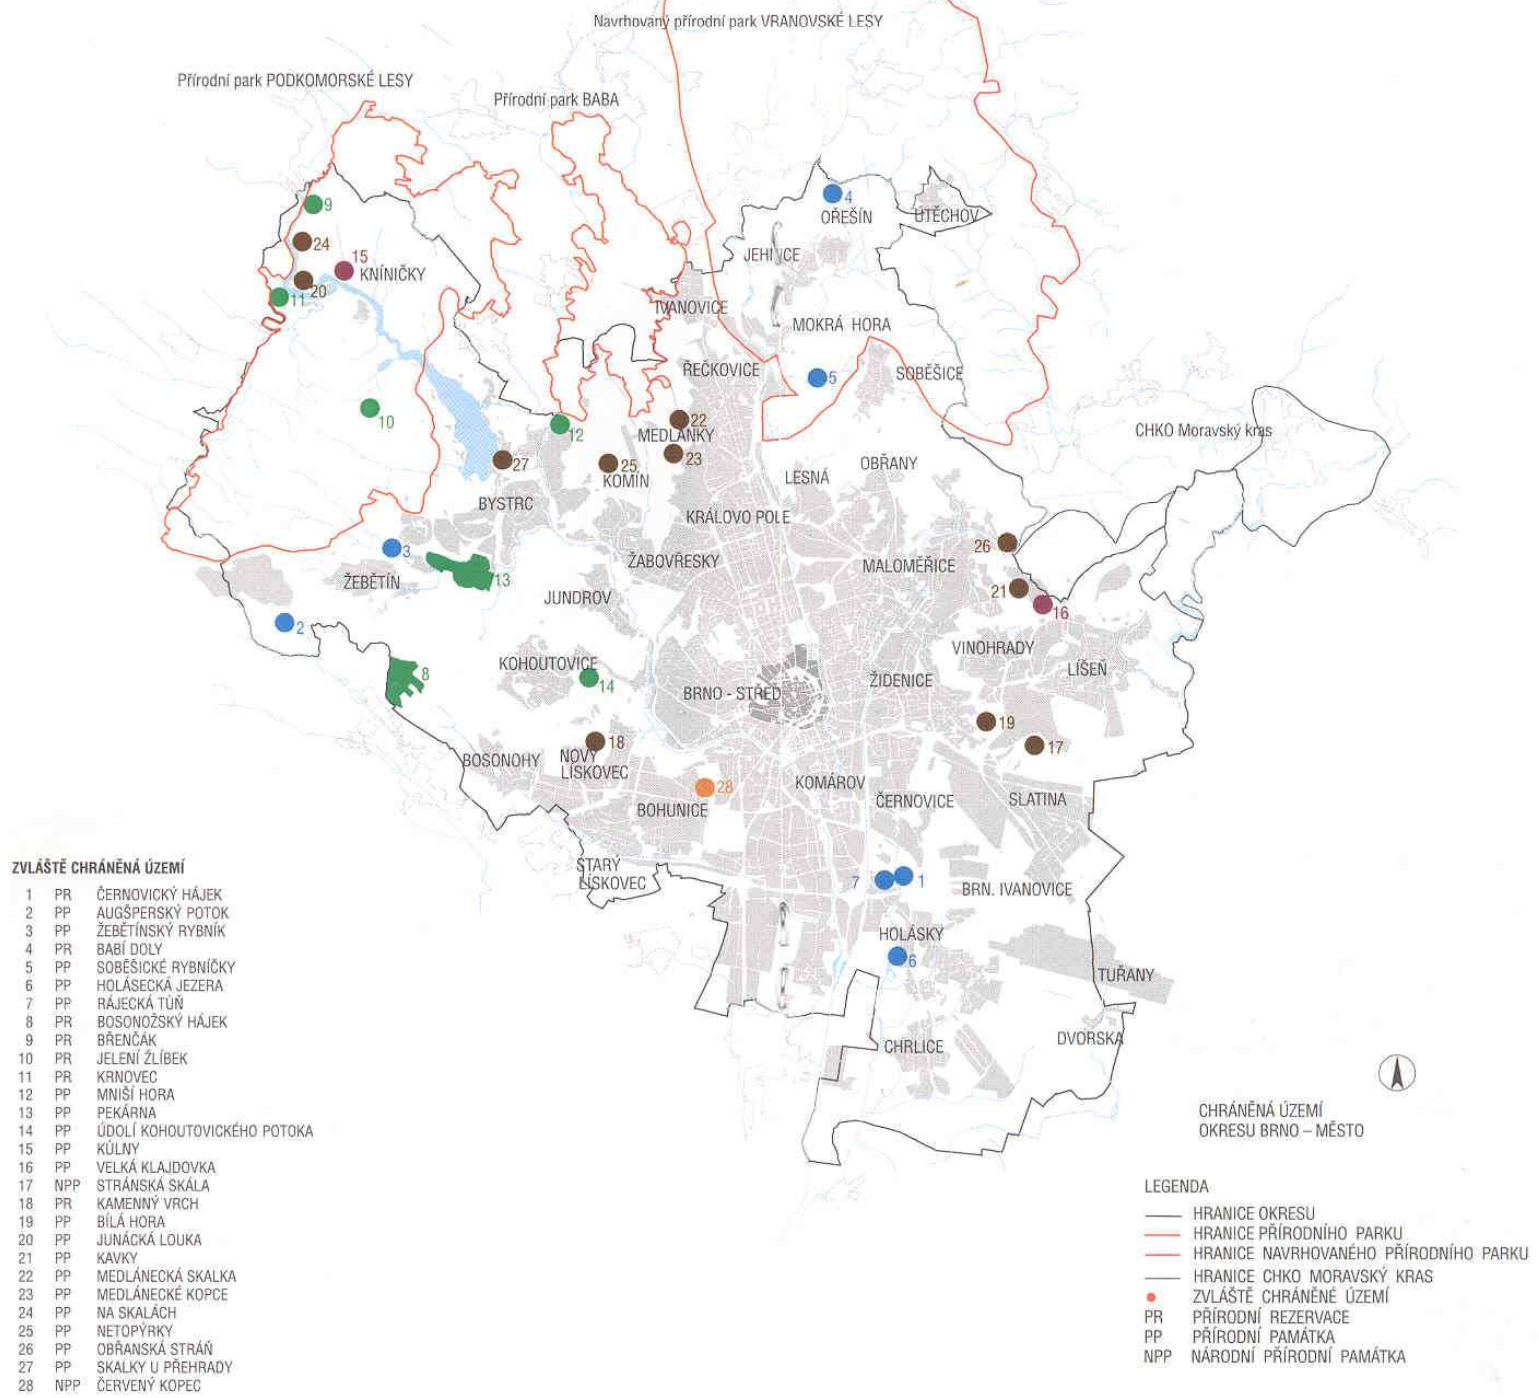 Navrhovaný přírodní park VRANOVSKÉ LESY
Přírodní park PODKOMORSKÉ LESY
Přírodní park BABA
4
9
OŘEŠÍN
ÚTĚCHOV
24
15
JEHNICE
KNÍNIČKY
20
11
IVANOVICE
MOKRÁ HORA
ŘEČKOVICE
5
SOBĚŠICE
10
22
12
MEDLÁNKY
CHKO Moravský kras
27
25
23
KOMÍN
LESNÁ
OBŘANY
BYSTRC
KRÁLOVO POLE
3
26
ŽEBĚTÍN
13
ŽABOVŘESKY
MALOMĚŘICE
JUNDROV
21
16
2
VINOHRADY
KOHOUTOVICE
LÍŠEŇ
8
14
BRNO - STŘED
ŽIDENICE
19
18
17
BOSONOHY
NOVÝ
LÍSKOVEC
28
KOMÁROV
BOHUNICE
ČERNOVICE
SLATINA
STARÝ
LÍSKOVEC
7
1
BRN. IVANOVICE
HOLÁSKY
6
TUŘANY
CHRLICE
DVORSKA
ZVLÁŠTĚ CHRÁNĚNÁ ÚZEMÍ
1 PR ČERNOVICKÝ HÁJEK
2 PP AUGŠPERSKÝ POTOK
3 PP ŽEBĚTÍNSKÝ RYBNÍK
4 PR BABÍ DOLY
5 PP SOBĚŠICKÉ RYBNÍČKY
6 PP HOLÁSECKÁ JEZERA
7 PP RÁJECKÁ TŮŇ
8 PR BOSONOŽSKÝ HÁJEK
9 PR BŘENČÁK
10 PR JELENÍ ŽLÍBEK
11 PR KRNOVEC
12 PP MNIŠÍ HORA
13 PP PEKÁRNA
14 PP ÚDOLÍ KOHOUTOVICKÉHO POTOKA
15 PP KŮLNY
16 PP VELKÁ KLAJDOVKA
17 NPP STRÁNSKÁ SKÁLA
18 PR KAMENNÝ VRCH
19 PP BÍLÁ HORA
20 PP JUNÁCKÁ LOUKA
21 PP KAVKY
22 PP MEDLÁNECKÁ SKALKA
23 PP MEDLÁNECKÉ KOPCE
24 PP NA SKALÁCH
25 PP NETOPÝRKY
26 PP OBŘANSKÁ STRÁŇ
27 PP SKALKY U PŘEHRADY
28 NPP ČERVENÝ KOPEC
CHRÁNĚNÁ ÚZEMÍ
OKRESU BRNO – MĚSTO
LEGENDA
HRANICE OKRESU
HRANICE PŘÍRODNÍHO PARKU
HRANICE NAVRHOVANÉHO PŘÍRODNÍHO PARKU
HRANICE CHKO MORAVSKÝ KRAS
ZVLÁŠTĚ CHRÁNĚNÉ ÚZEMÍ
PR PŘÍRODNÍ REZERVACE
PP PŘÍRODNÍ PAMÁTKA
NPP NÁRODNÍ PŘÍRODNÍ PAMÁTKA